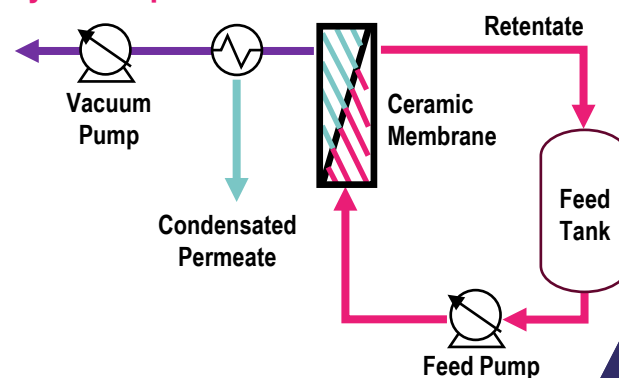 Retentate
Vacuum
Pump
Ceramic
Membrane
Feed
Tank
Condensated
Permeate
Feed Pump